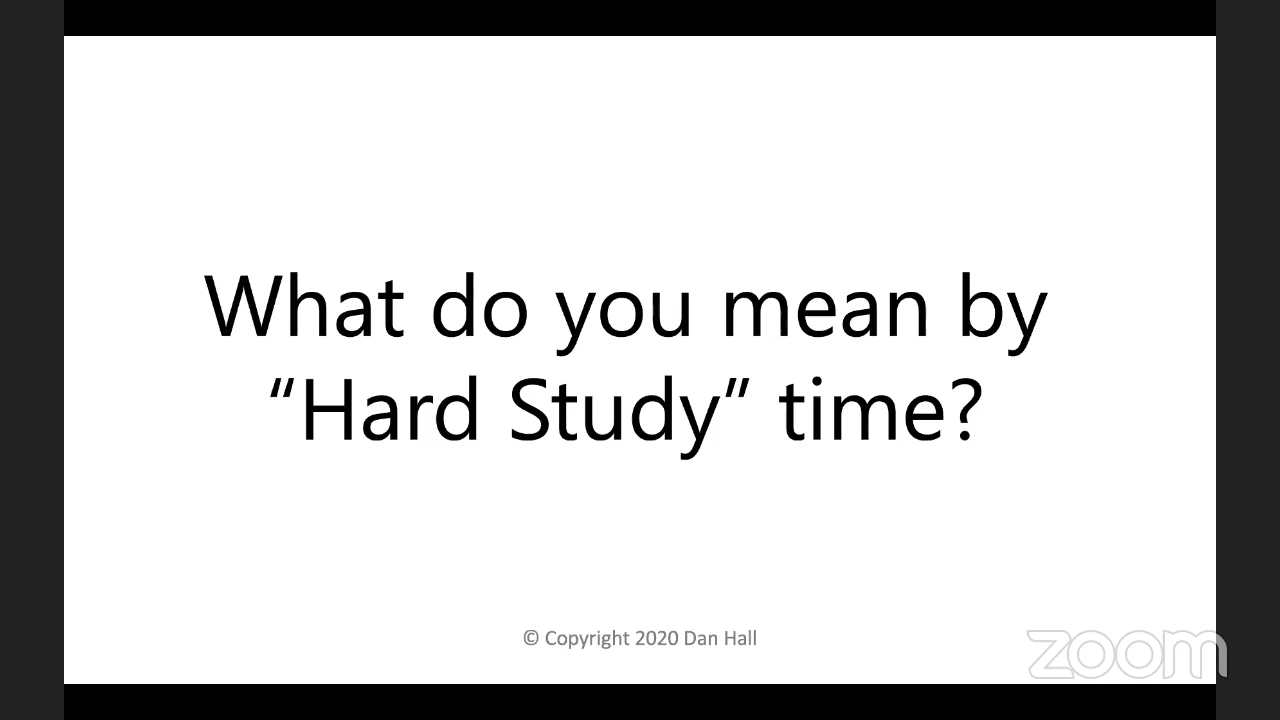 What do you mean by
“Hard Study” time?
© Copyright 2020 Dan Hall
zoom